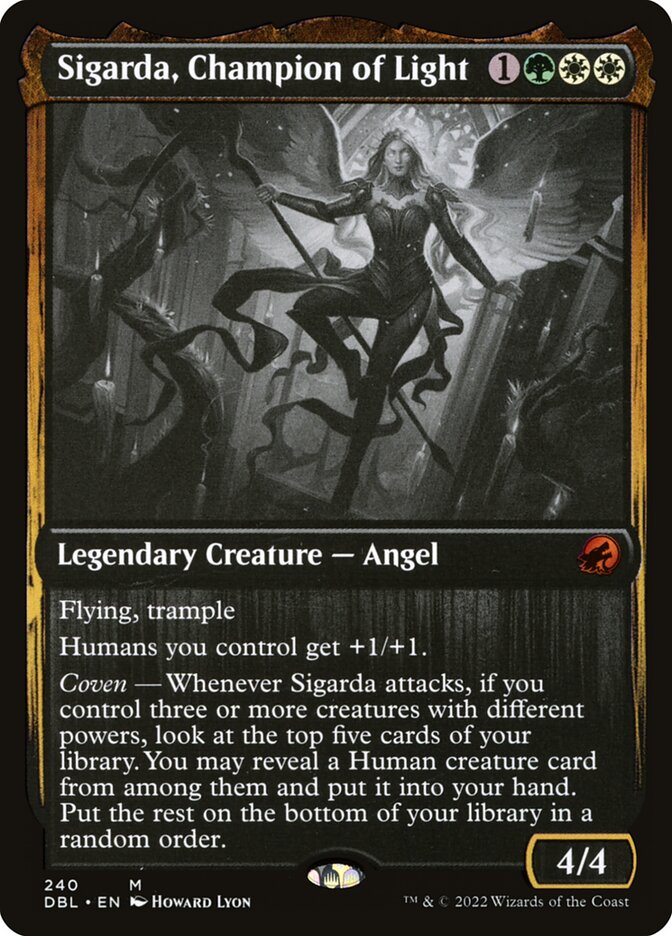 Sigarda, Champion of Light 1
Legendary Creature — Angel
Flying, trample
Humans you control get +1/+1.
Coven — Whenever Sigarda attacks, if you
control three or more creatures with different
powers, look at the top five cards of your
library. You may reveal a Human creature card
from among them and put it into your hand.
Put the rest on the bottom of your library in a
random order.
4/4
240 M
DBL • EN Howard Lyon
™ & © 2022 Wizards of the Coast